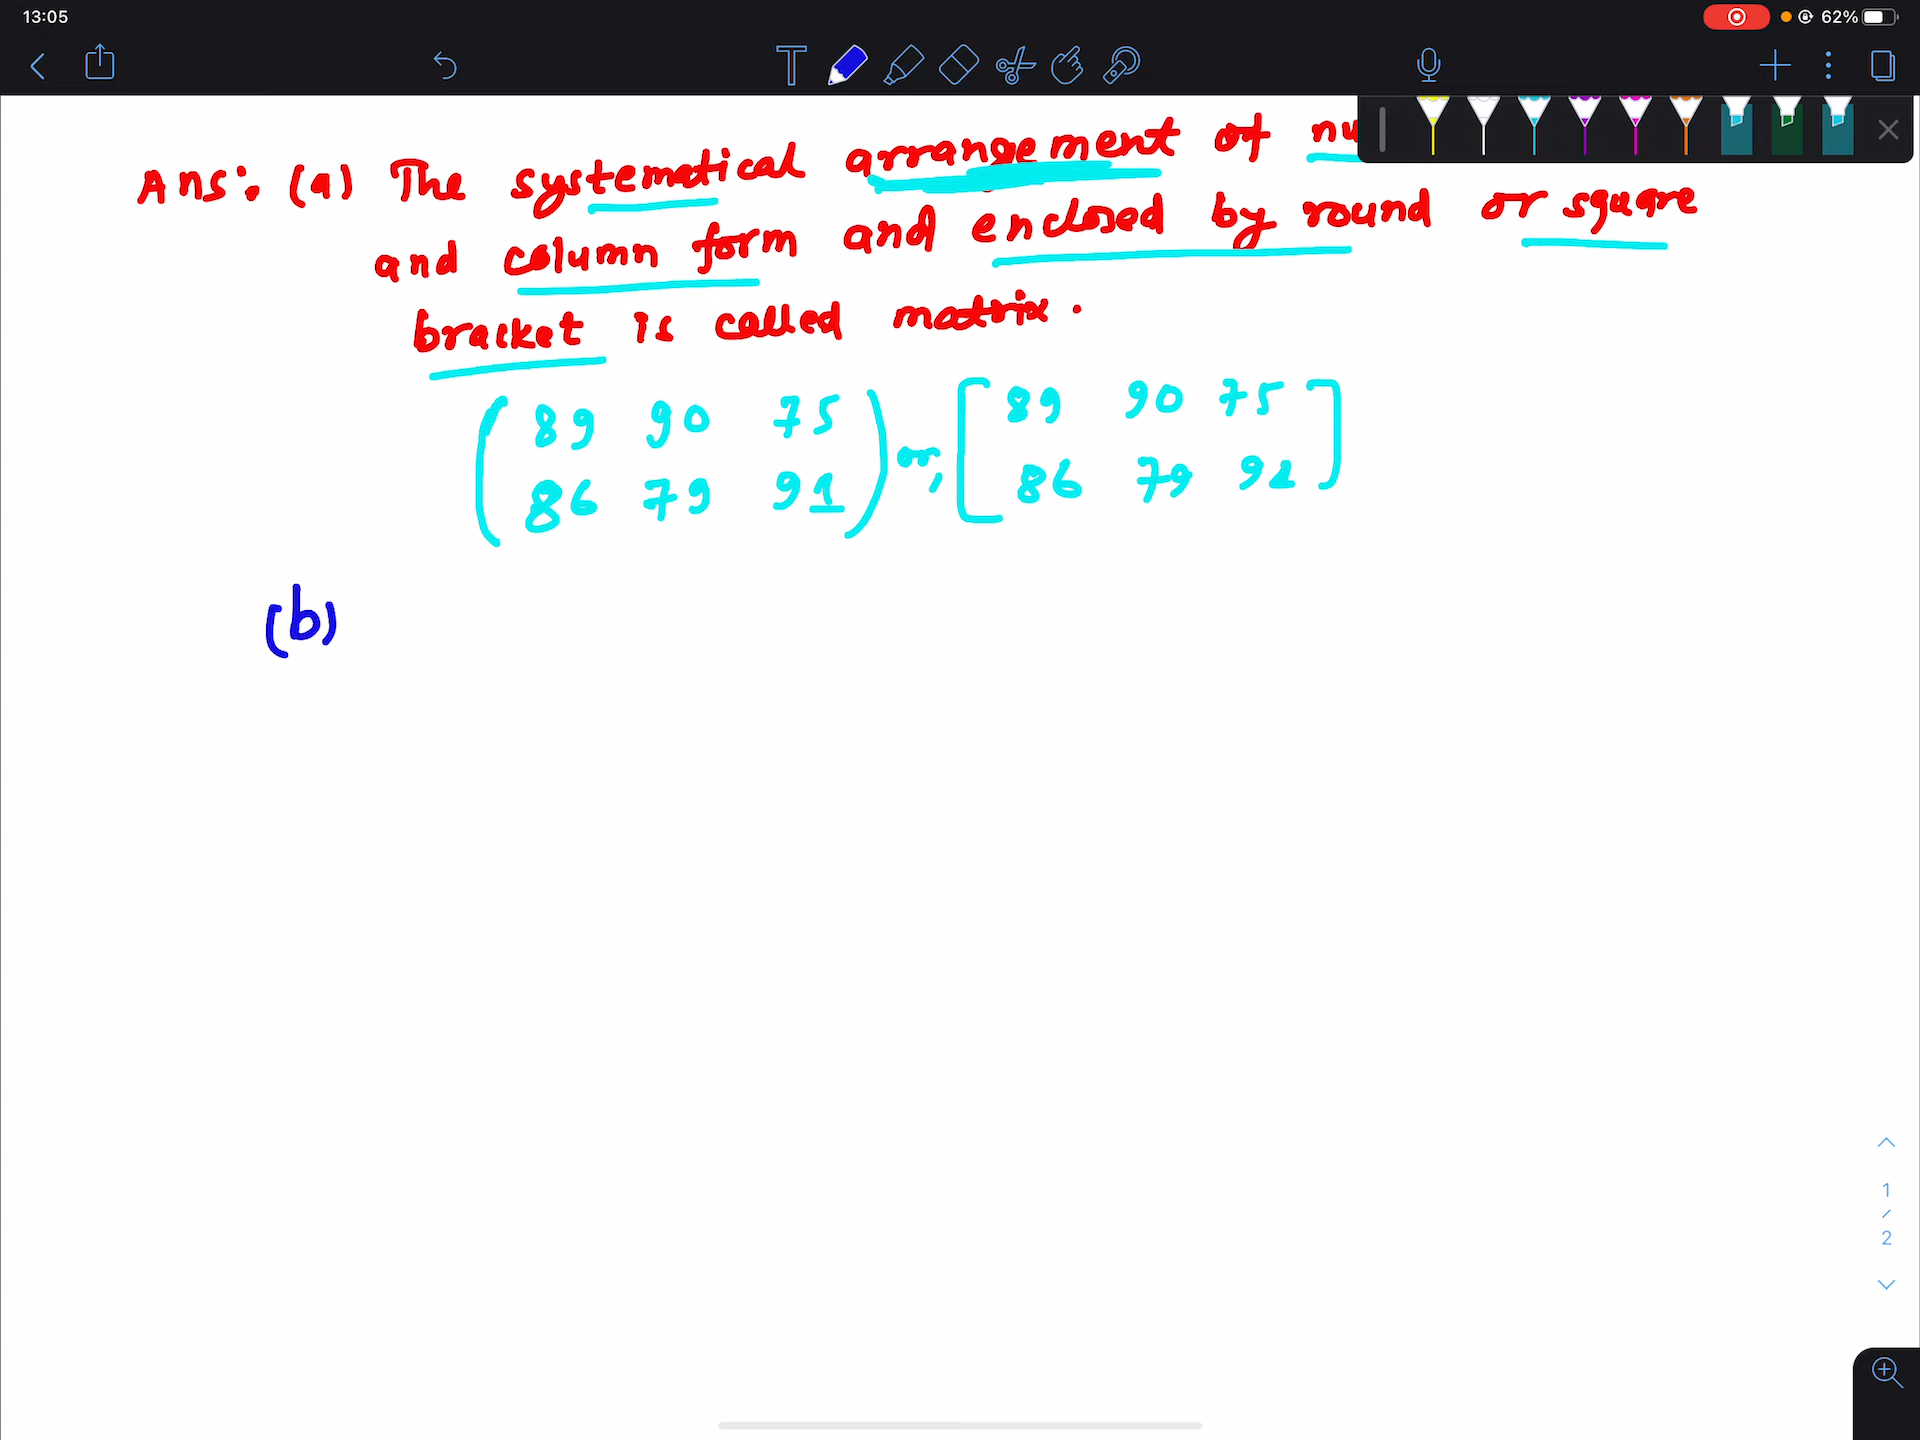 13:05
62%
Ans:. (a) The systematical arrangement of nu
and column form and enclosed by round or square
bracket is called matrix.
( 89 90 75 ) or, [ 89 90 75 ]
86 79 91 86 79 91
(b)
1
/
2